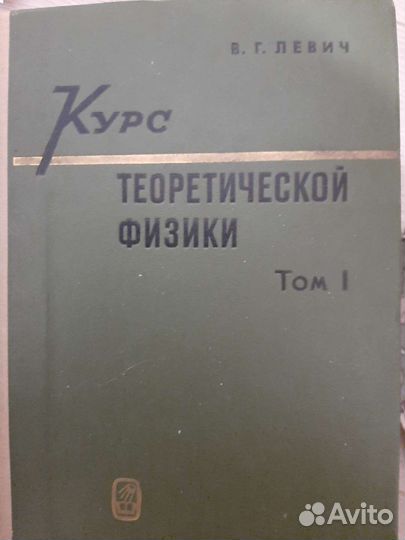 В. Г. ЛЕВИЧ
КУРС
ТЕОРЕТИЧЕСКОЙ
ФИЗИКИ
Том I
Avito